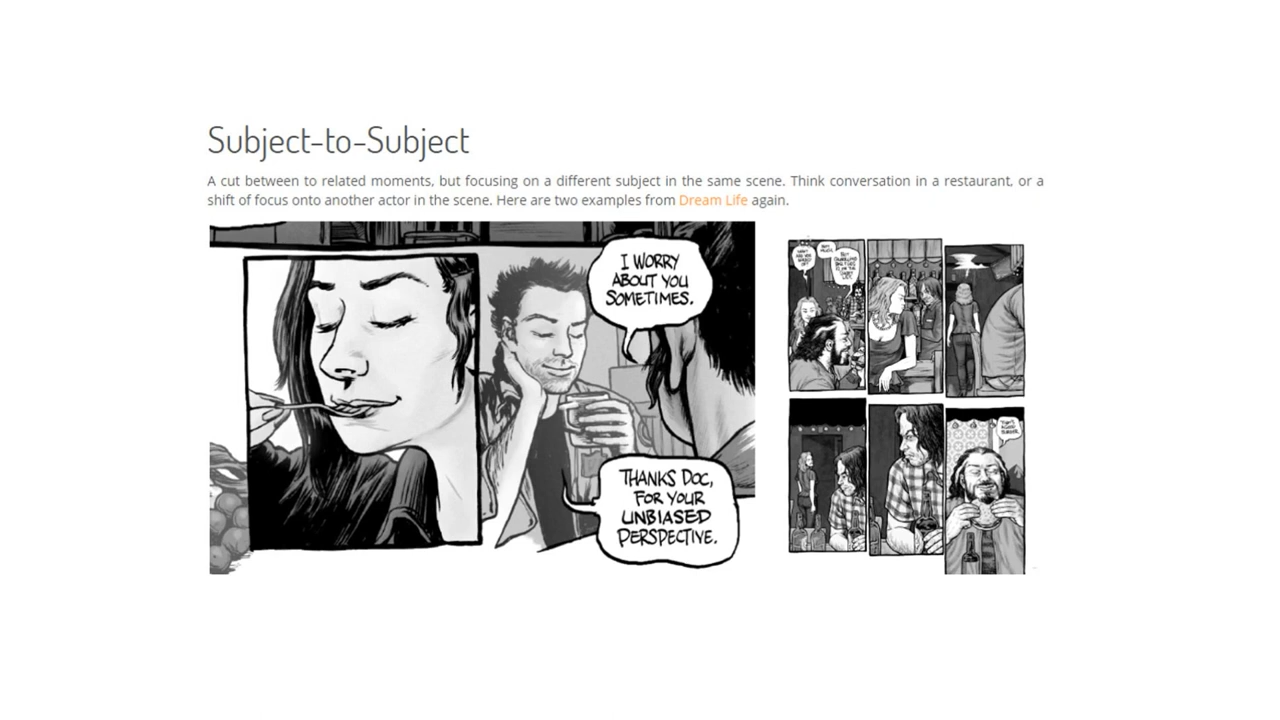 Subject-to-Subject
A cut between to related moments, but focusing on a different subject in the same scene. Think conversation in a restaurant, or a
shift of focus onto another actor in the scene. Here are two examples from Dream Life again.
I WORRY
ABOUT YOU
SOMETIMES.
THANKS DOC,
FOR YOUR
UNBIASED
PERSPECTIVE.